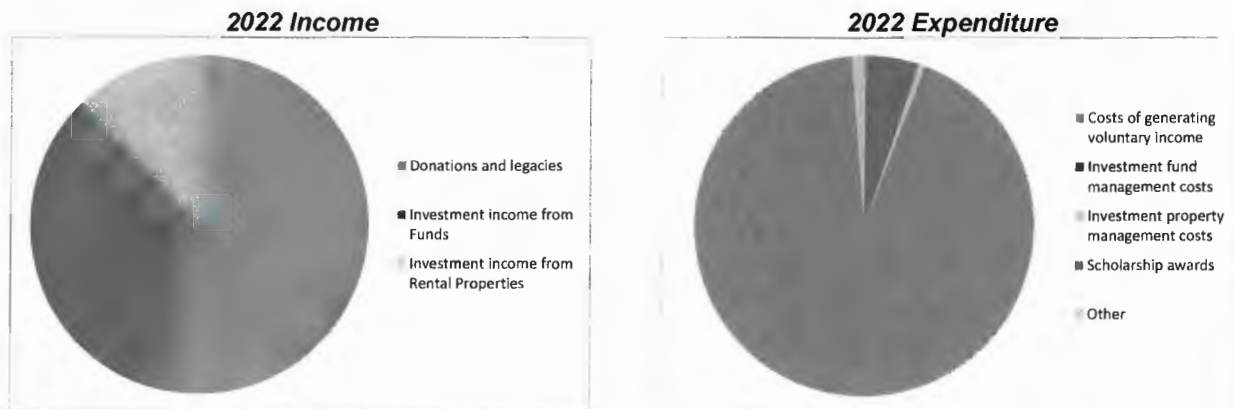 2022 Income
Donations and legacies
Investment income from
Funds
Investment income from
Rental Properties
2022 Expenditure
Costs of generating
voluntary income
Investment fund
management costs
Investment property
management costs
Scholarship awards
Other